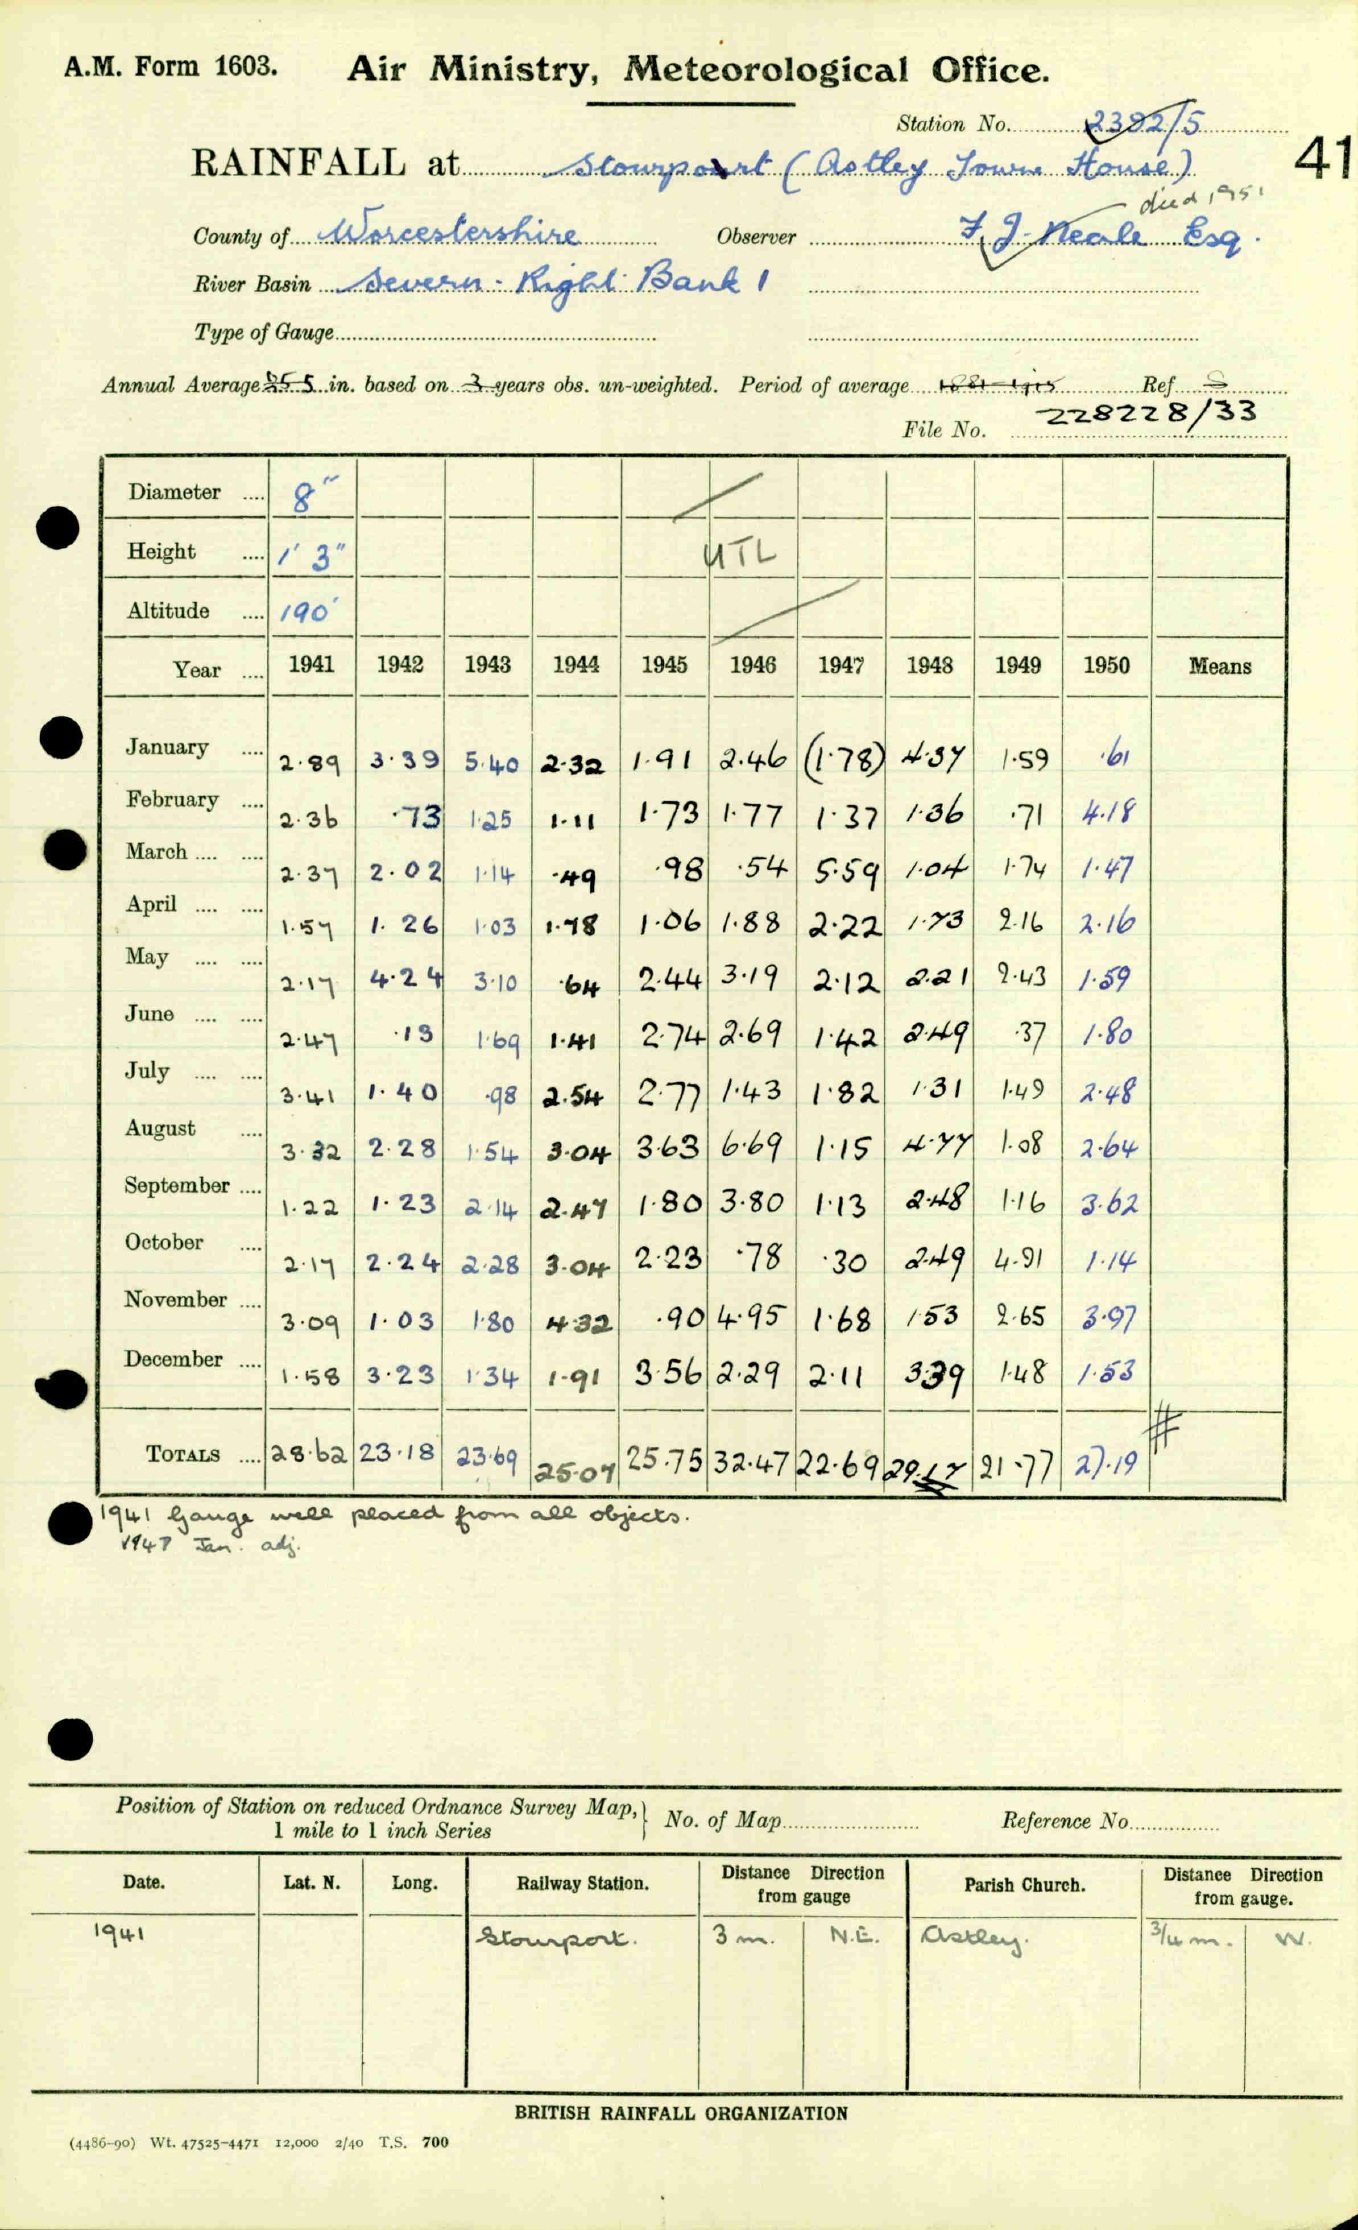 A.M. Form 1603. Air Ministry, Meteorological Office.
Station No. 2392/5
41
RAINFALL at Stourport (Astley Town House)
died 1951
County of Worcestershire Observer F. J. Neale Esq.
River Basin Severn - Right Bank 1
Type of Gauge
Annual Average 25.5 in. based on 3 years obs. un-weighted. Period of average 1881-1915 Ref S
File No. 228228/33
Diameter 8"
Height 1' 3" UTL
Altitude 190'
Year 1941 1942 1943 1944 1945 1946 1947 1948 1949 1950 Means
January 2.89 3.39 5.40 2.32 1.91 2.46 (1.78) 4.37 1.59 .61
February 2.36 .73 1.25 1.11 1.73 1.77 1.37 1.36 .71 4.18
March 2.37 2.02 1.14 .49 .98 .54 5.59 1.04 1.74 1.47
April 1.57 1.26 1.03 1.78 1.06 1.88 2.22 1.73 2.16 2.16
May 2.17 4.24 3.10 .64 2.44 3.19 2.12 2.21 2.43 1.59
June 2.47 .13 1.69 1.41 2.74 2.69 1.42 2.49 .37 1.80
July 3.41 1.40 .98 2.54 2.77 1.43 1.82 1.31 1.49 2.48
August 3.32 2.28 1.54 3.04 3.63 6.69 1.15 4.77 1.08 2.64
September 1.22 1.23 2.14 2.47 1.80 3.80 1.13 2.48 1.16 3.62
October 2.17 2.24 2.28 3.04 2.23 .78 .30 2.49 4.91 1.14
November 3.09 1.03 1.80 4.32 .90 4.95 1.68 1.53 2.65 3.97
December 1.58 3.23 1.34 1.91 3.56 2.29 2.11 3.39 1.48 1.53
TOTALS 28.62 23.18 23.69 25.07 25.75 32.47 22.69 29.17 21.77 27.19
1941 Gauge well placed from all objects.
1947 Jan. adj.
Position of Station on reduced Ordnance Survey Map, 1 mile to 1 inch Series No. of Map Reference No.
Date. Lat. N. Long. Railway Station. Distance Direction from gauge Parish Church. Distance Direction from gauge.
1941 Stourport. 3 m. N.E. Astley. 3/4 m. W.
BRITISH RAINFALL ORGANIZATION
(4486-90) Wt. 47525-4471 12,000 2/40 T.S. 700